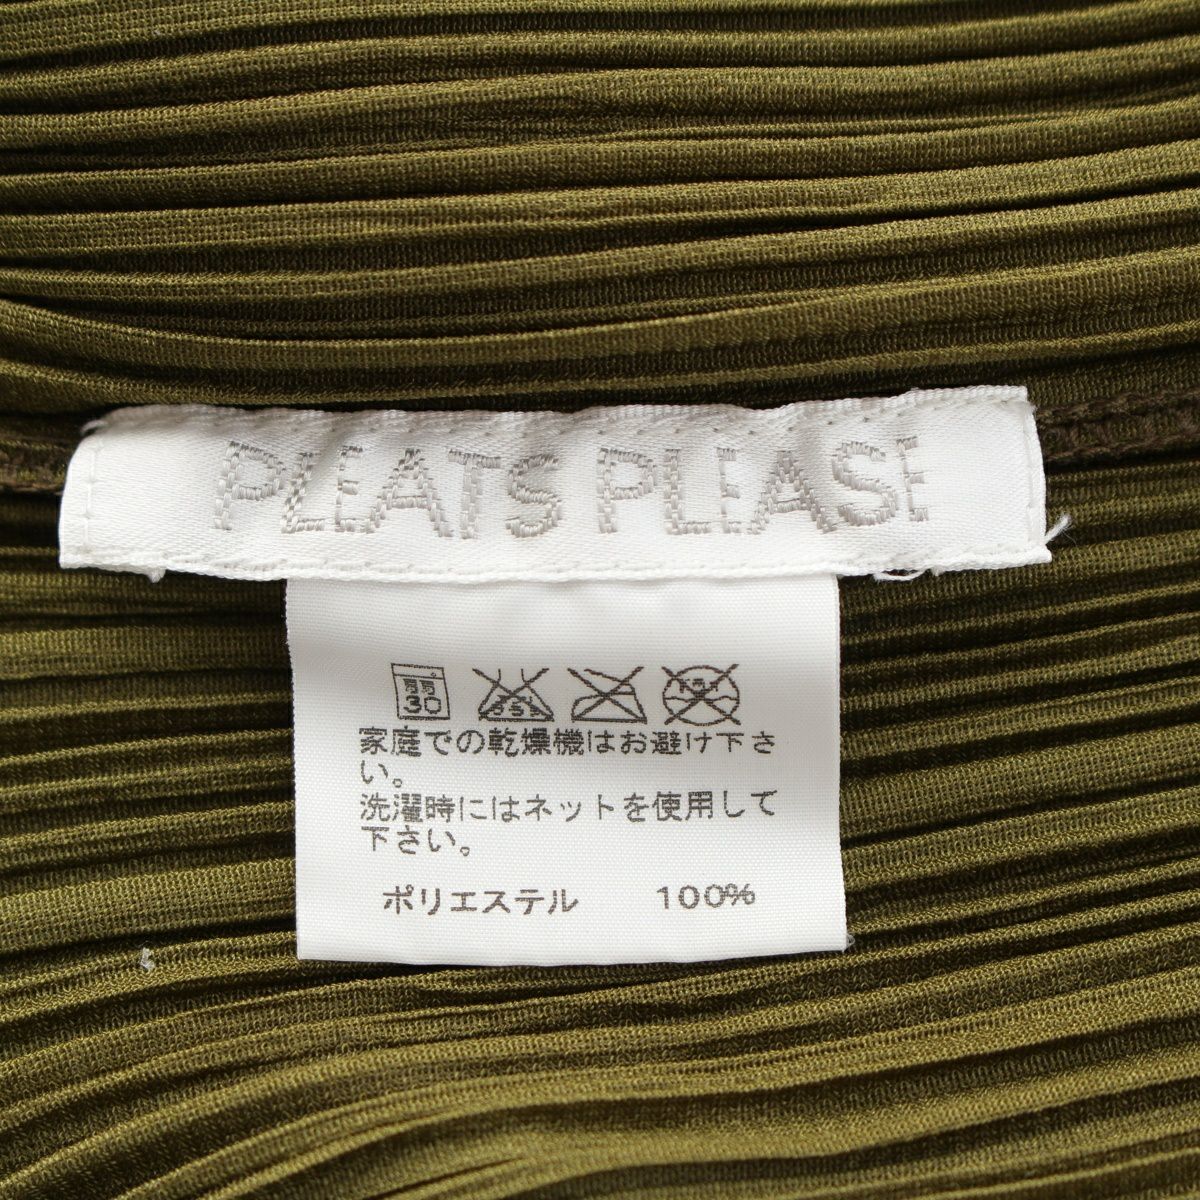 PLEATS PLEASE
弱 30
家庭での乾燥機はお避け下さ
い。
洗濯時にはネットを使用して
下さい。
ポリエステル 100%